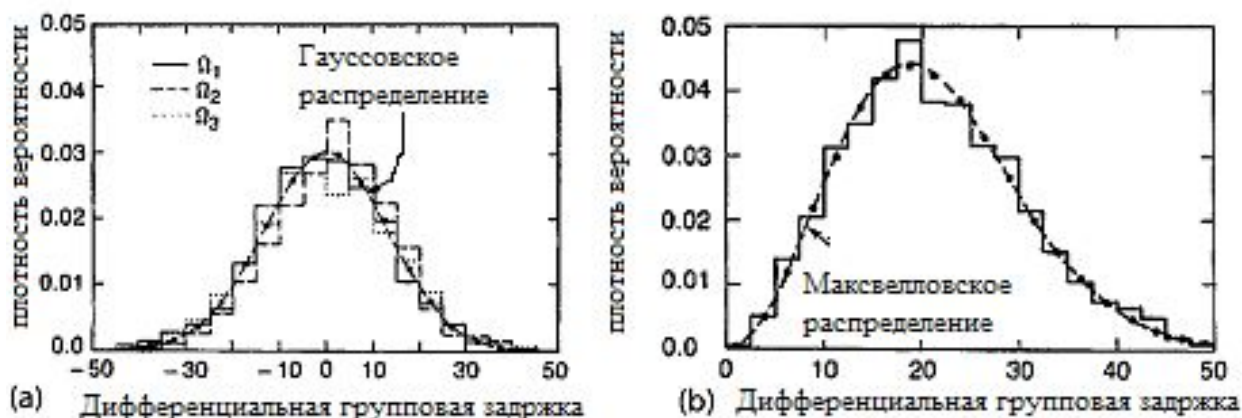 0.05
0.04
0.03
0.02
0.01
0.0
плотность вероятности
Ω1
Ω2
Ω3
Гауссовское
распределение
−50 −30 −10 0 10 30 50
(a) Дифференциальная групповая задржка
0.05
0.04
0.03
0.02
0.01
0.00
плотность вероятности
Максвелловское
распределение
0 10 20 30 40 50
(b) Дифференциальная групповая задржка